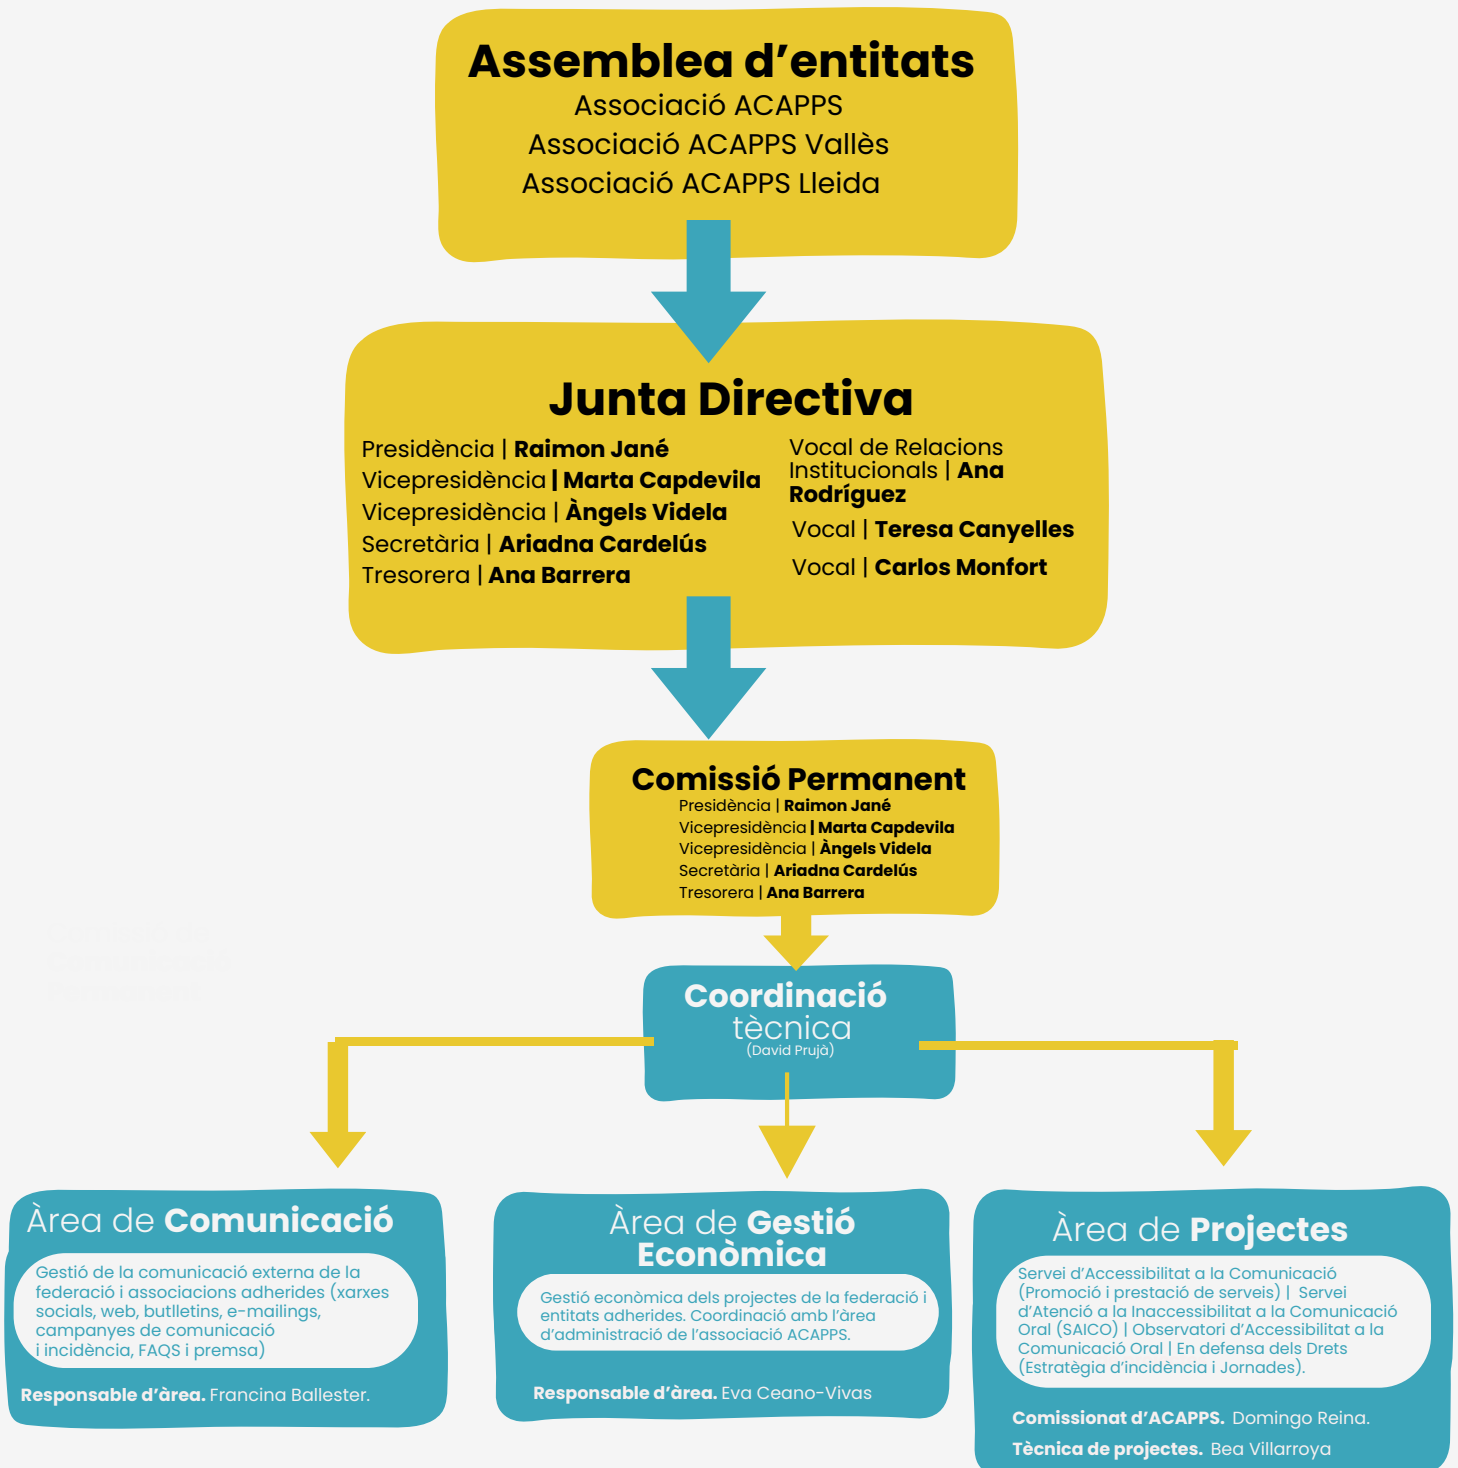 Assemblea d’entitats
Associació ACAPPS
Associació ACAPPS Vallès
Associació ACAPPS Lleida
Junta Directiva
Presidència | Raimon Jané
Vicepresidència | Marta Capdevila
Vicepresidència | Àngels Videla
Secretària | Ariadna Cardelús
Tresorera | Ana Barrera
Vocal de Relacions
Institucionals | Ana
Rodríguez
Vocal | Teresa Canyelles
Vocal | Carlos Monfort
Comissió Permanent
Presidència | Raimon Jané
Vicepresidència | Marta Capdevila
Vicepresidència | Àngels Videla
Secretària | Ariadna Cardelús
Tresorera | Ana Barrera
Coordinació
tècnica
(David Prujà)
Àrea de Comunicació
Gestió de la comunicació externa de la
federació i associacions adherides (xarxes
socials, web, butlletins, e-mailings,
campanyes de comunicació
i incidència, FAQS i premsa)
Responsable d’àrea. Francina Ballester.
Àrea de Gestió
Econòmica
Gestió econòmica dels projectes de la federació i
entitats adherides. Coordinació amb l’àrea
d’administració de l’associació ACAPPS.
Responsable d’àrea. Eva Ceano-Vivas
Àrea de Projectes
Servei d’Accessibilitat a la Comunicació
(Promoció i prestació de serveis) | Servei
d’Atenció a la Inaccessibilitat a la Comunicació
Oral (SAICO) | Observatori d’Accessibilitat a la
Comunicació Oral | En defensa dels Drets
(Estratègia d’incidència i Jornades).
Comissionat d’ACAPPS. Domingo Reina.
Tècnica de projectes. Bea Villarroya